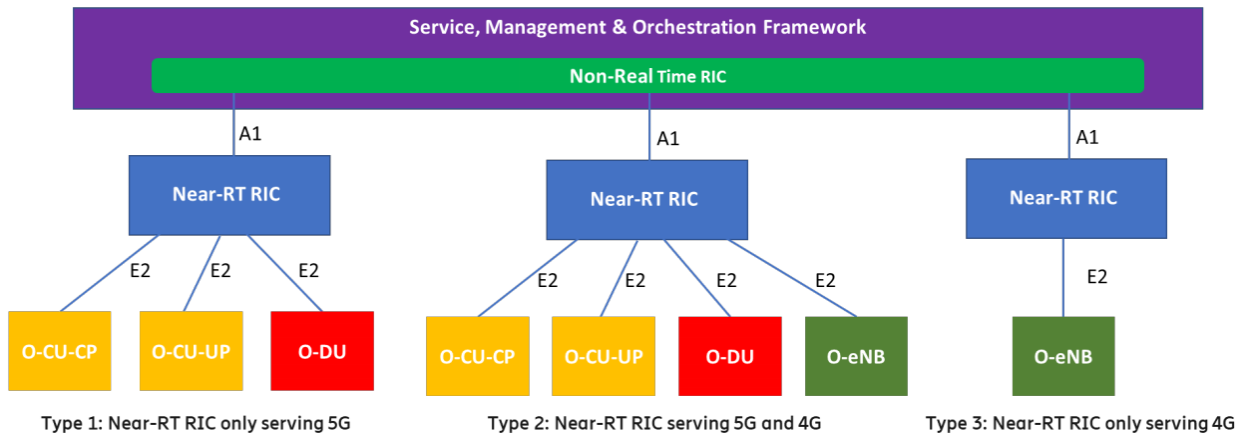 Service, Management & Orchestration Framework
Non-Real Time RIC
A1
A1
A1
Near-RT RIC
Near-RT RIC
Near-RT RIC
E2
E2
E2
E2
E2
E2
E2
E2
O-CU-CP
O-CU-UP
O-DU
O-CU-CP
O-CU-UP
O-DU
O-eNB
O-eNB
Type 1: Near-RT RIC only serving 5G
Type 2: Near-RT RIC serving 5G and 4G
Type 3: Near-RT RIC only serving 4G